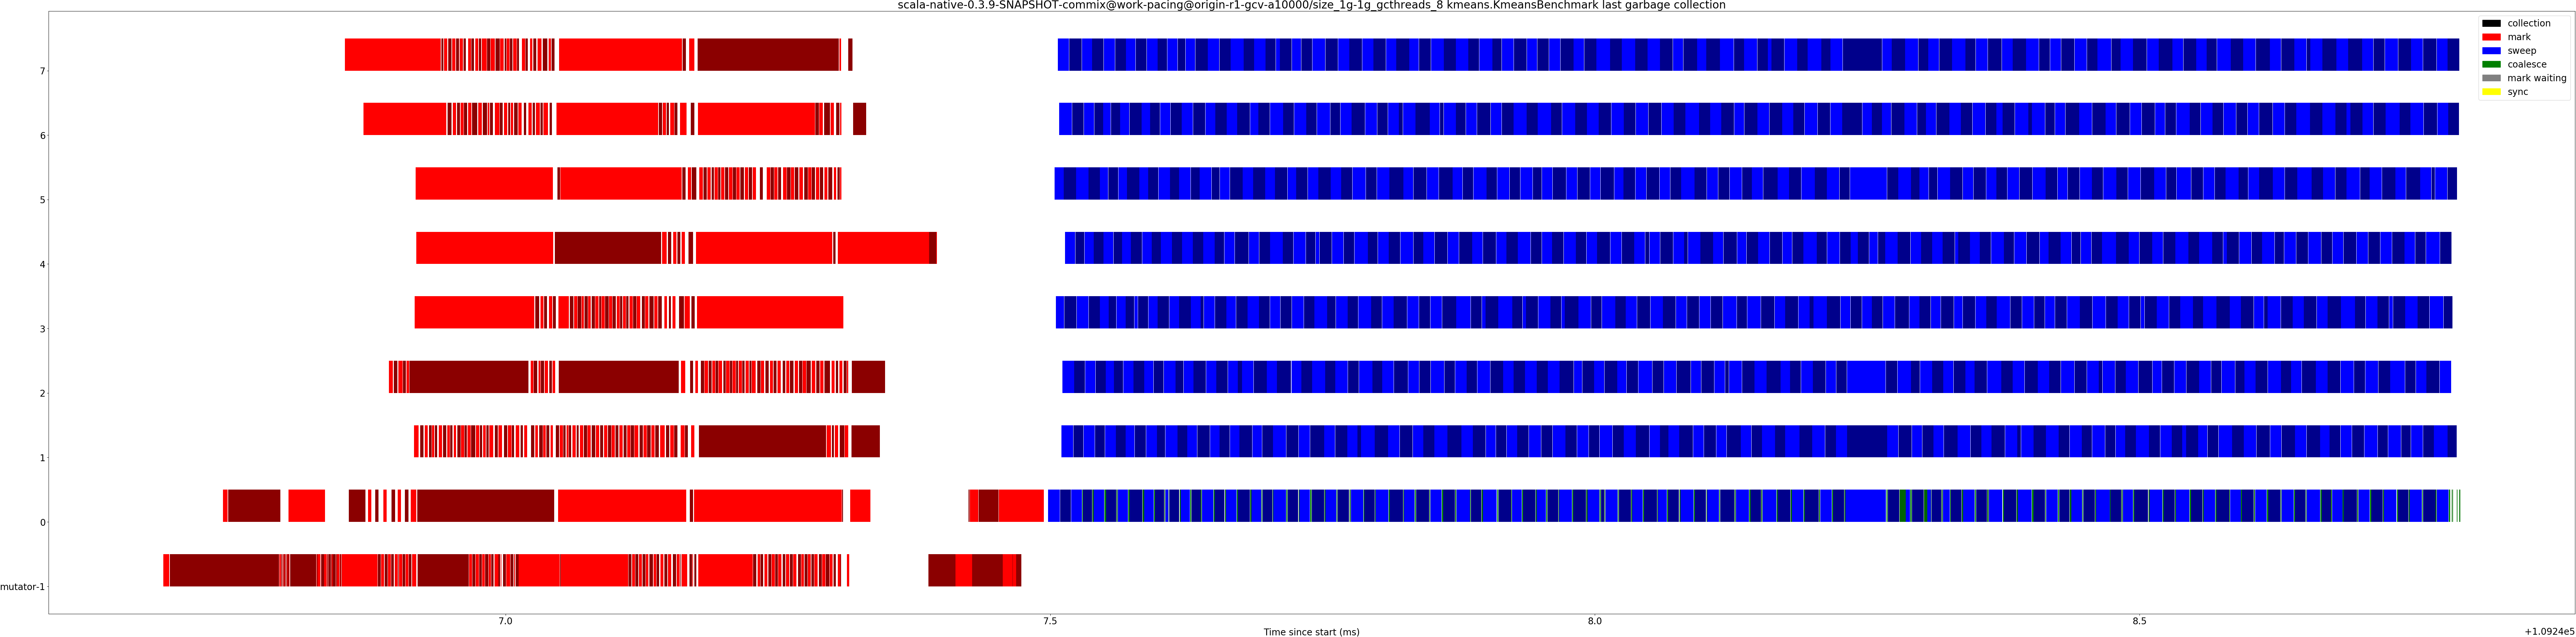 scala-native-0.3.9-SNAPSHOT-commix@work-pacing@origin-r1-gcv-a10000/size_1g-1g_gcthreads_8 kmeans.KmeansBenchmark last garbage collection
collection
mark
sweep
coalesce
mark waiting
sync
7
6
5
4
3
2
1
0
mutator-1
7.0
7.5
8.0
8.5
Time since start (ms)
+1.0924e5